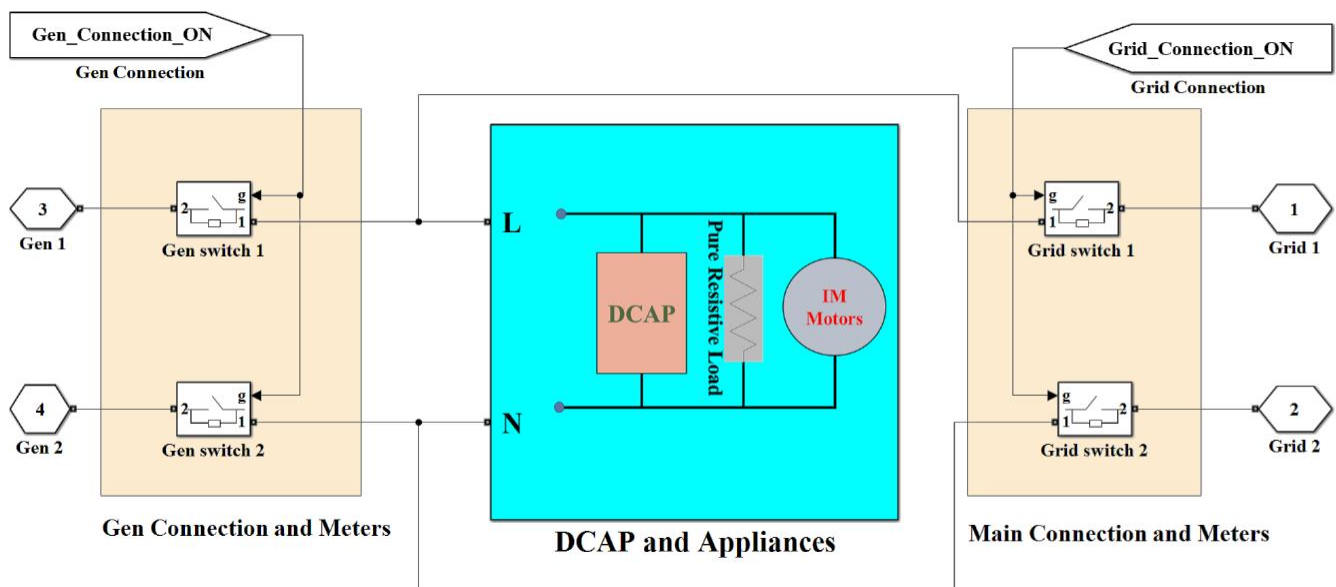 Gen_Connection_ON
Gen Connection
Grid_Connection_ON
Grid Connection
3
Gen 1
2
g
1
Gen switch 1
4
Gen 2
2
g
1
Gen switch 2
Gen Connection and Meters
L
N
DCAP
Pure Resistive Load
IM
Motors
DCAP and Appliances
g
1
2
Grid switch 1
1
Grid 1
g
1
2
Grid switch 2
2
Grid 2
Main Connection and Meters